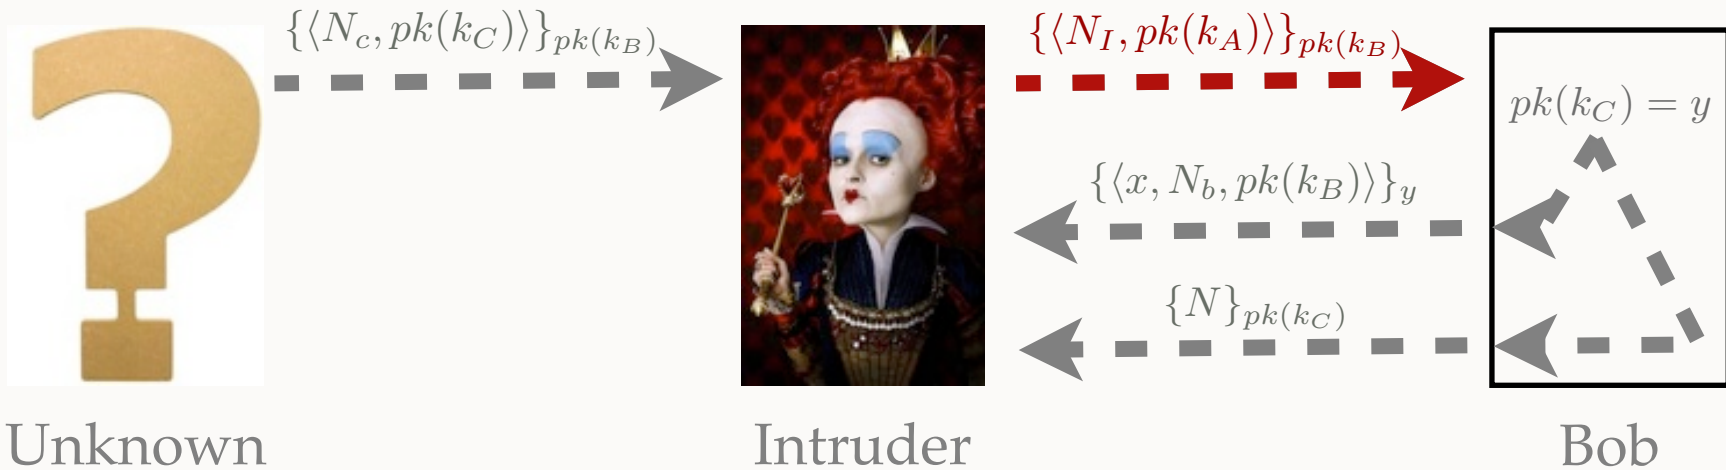 {⟨N_c, pk(k_C)⟩}_{pk(k_B)}
{⟨N_I, pk(k_A)⟩}_{pk(k_B)}
pk(k_C) = y
{⟨x, N_b, pk(k_B)⟩}_y
{N}_{pk(k_C)}
Unknown
Intruder
Bob